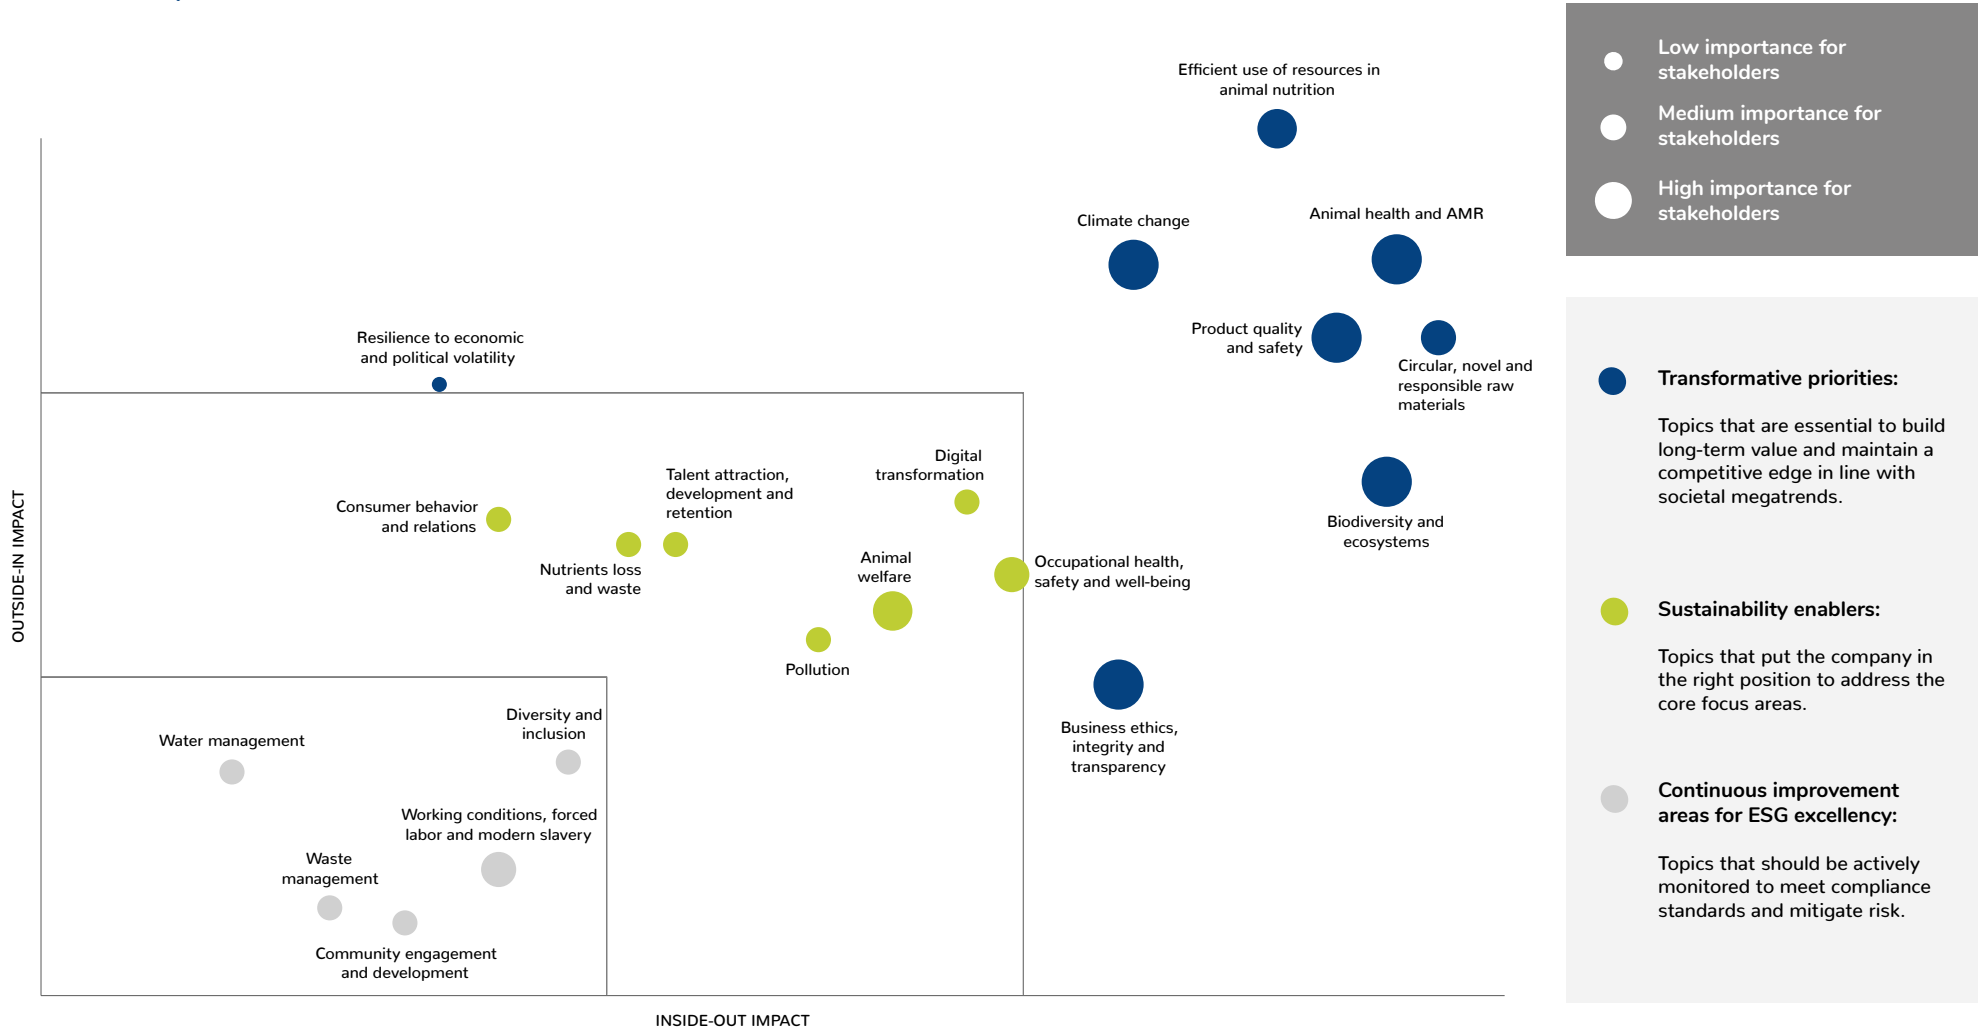 Efficient use of resources in
animal nutrition
Climate change
Animal health and AMR
Product quality
and safety
Circular, novel and
responsible raw
materials
Resilience to economic
and political volatility
Biodiversity and
ecosystems
Digital
transformation
Talent attraction,
development and
retention
Consumer behavior
and relations
Nutrients loss
and waste
Animal
welfare
Occupational health,
safety and well-being
Pollution
Business ethics,
integrity and
transparency
Diversity and
inclusion
Water management
Working conditions, forced
labor and modern slavery
Waste
management
Community engagement
and development
OUTSIDE-IN IMPACT
INSIDE-OUT IMPACT
Low importance for
stakeholders
Medium importance for
stakeholders
High importance for
stakeholders
Transformative priorities:
Topics that are essential to build
long-term value and maintain a
competitive edge in line with
societal megatrends.
Sustainability enablers:
Topics that put the company in
the right position to address the
core focus areas.
Continuous improvement
areas for ESG excellency:
Topics that should be actively
monitored to meet compliance
standards and mitigate risk.